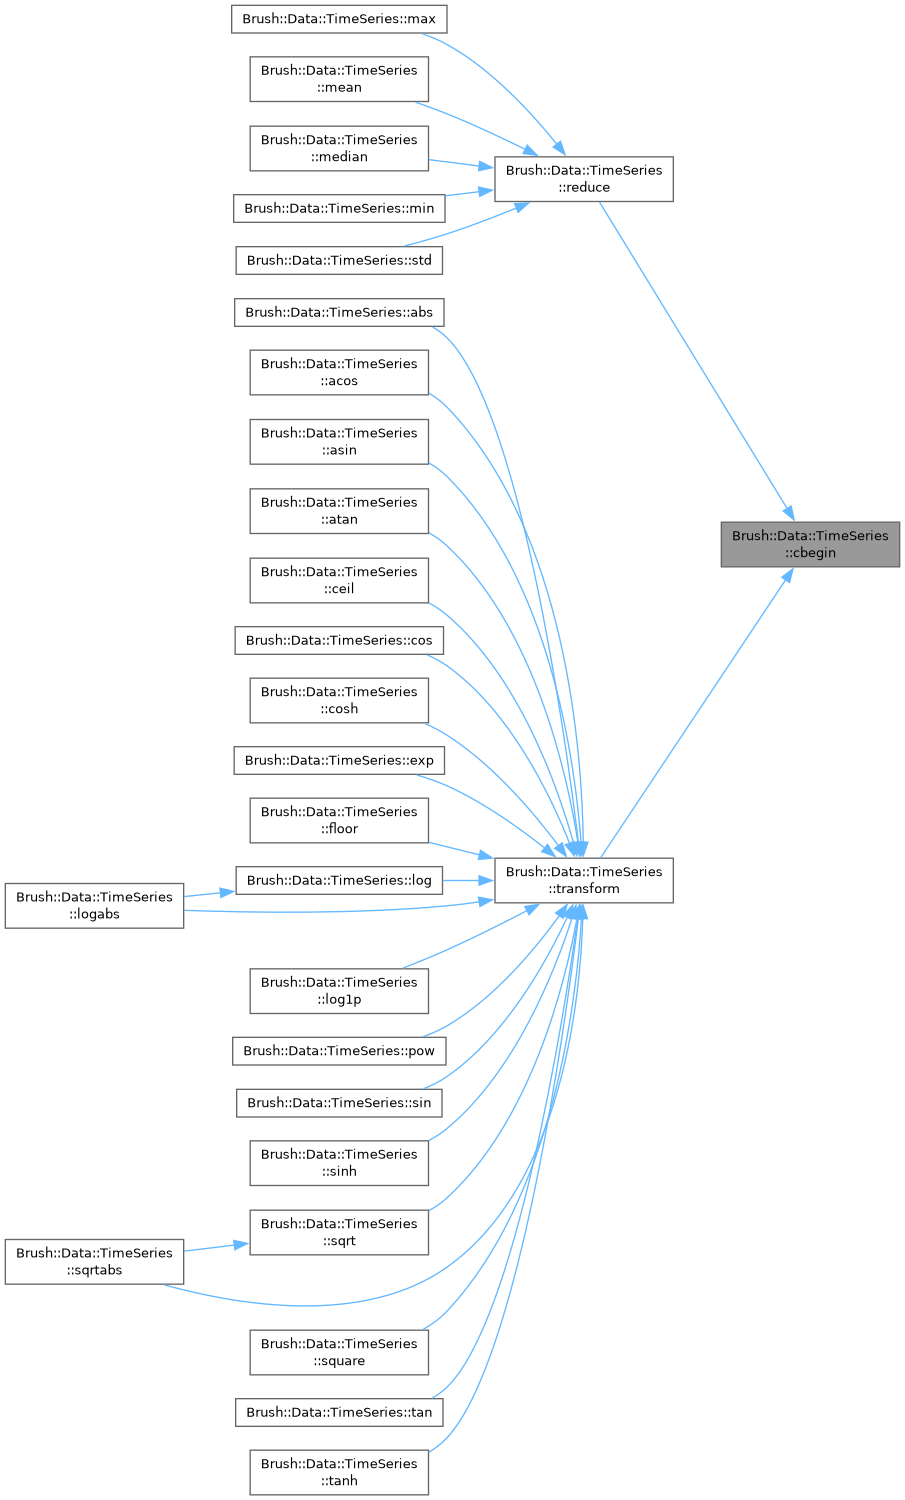 Brush::Data::TimeSeries::max
Brush::Data::TimeSeries
::mean
Brush::Data::TimeSeries
::median
Brush::Data::TimeSeries
::reduce
Brush::Data::TimeSeries::min
Brush::Data::TimeSeries::std
Brush::Data::TimeSeries::abs
Brush::Data::TimeSeries
::acos
Brush::Data::TimeSeries
::asin
Brush::Data::TimeSeries
::atan
Brush::Data::TimeSeries
::cbegin
Brush::Data::TimeSeries
::ceil
Brush::Data::TimeSeries::cos
Brush::Data::TimeSeries
::cosh
Brush::Data::TimeSeries::exp
Brush::Data::TimeSeries
::floor
Brush::Data::TimeSeries::log
Brush::Data::TimeSeries
::transform
Brush::Data::TimeSeries
::logabs
Brush::Data::TimeSeries
::log1p
Brush::Data::TimeSeries::pow
Brush::Data::TimeSeries::sin
Brush::Data::TimeSeries
::sinh
Brush::Data::TimeSeries
::sqrt
Brush::Data::TimeSeries
::sqrtabs
Brush::Data::TimeSeries
::square
Brush::Data::TimeSeries::tan
Brush::Data::TimeSeries
::tanh